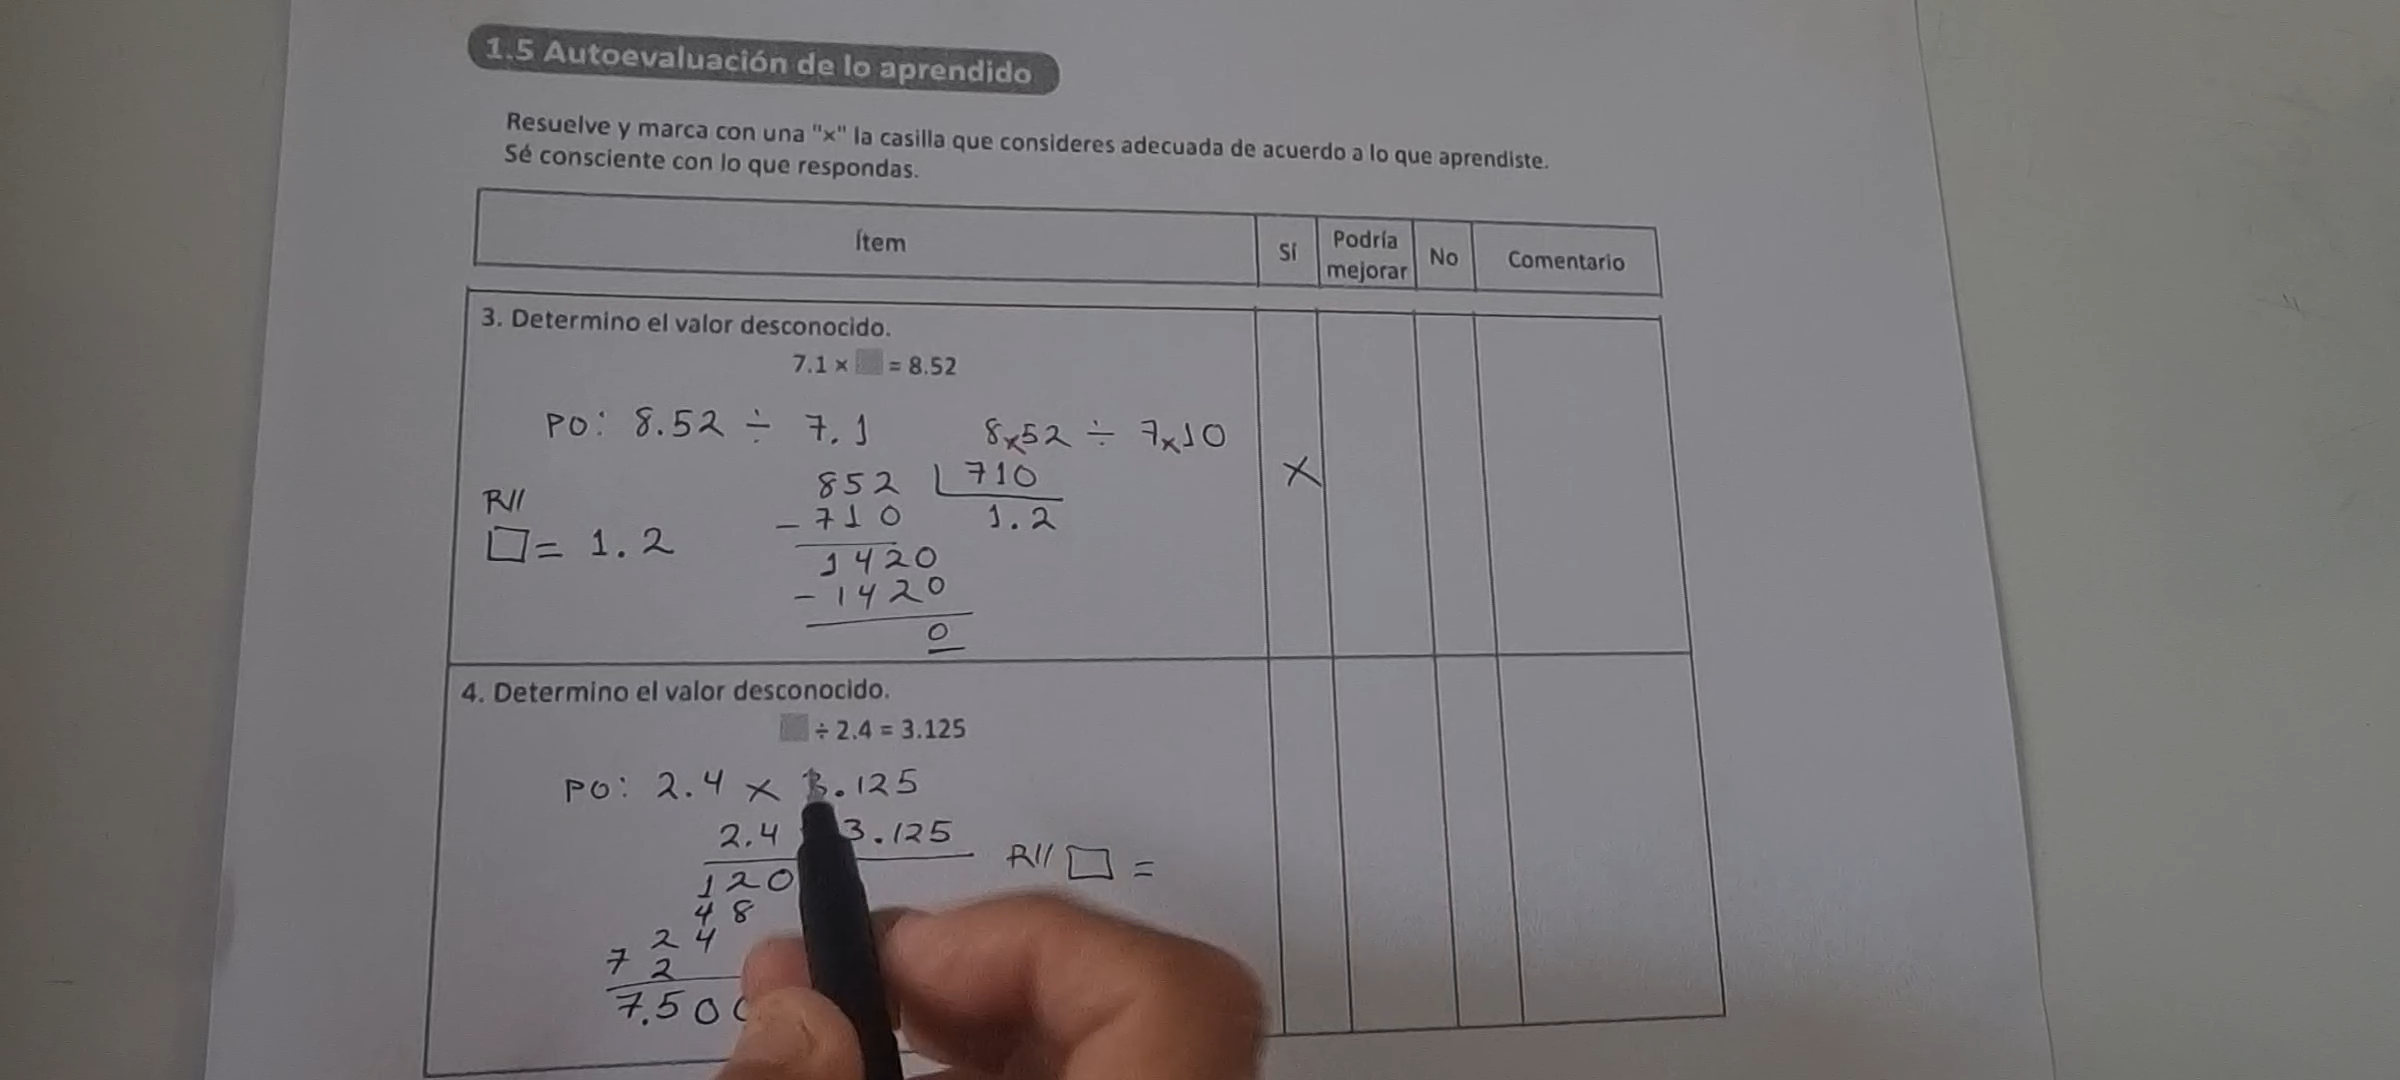 1.5 Autoevaluación de lo aprendido
Resuelve y marca con una "x" la casilla que consideres adecuada de acuerdo a lo que aprendiste.
Sé consciente con lo que respondas.
Ítem
Sí
Podría mejorar
No
Comentario
3. Determino el valor desconocido.
7.1 × □ = 8.52
PO: 8.52 ÷ 7.1
8x52 ÷ 7x10
852 710
- 710 1.2
1420
- 1420
0
R//
□ = 1.2
X
4. Determino el valor desconocido.
□ ÷ 2.4 = 3.125
PO: 2.4 × 3.125
2.4 3.125
120
48
24
72
7.50
R// □ =